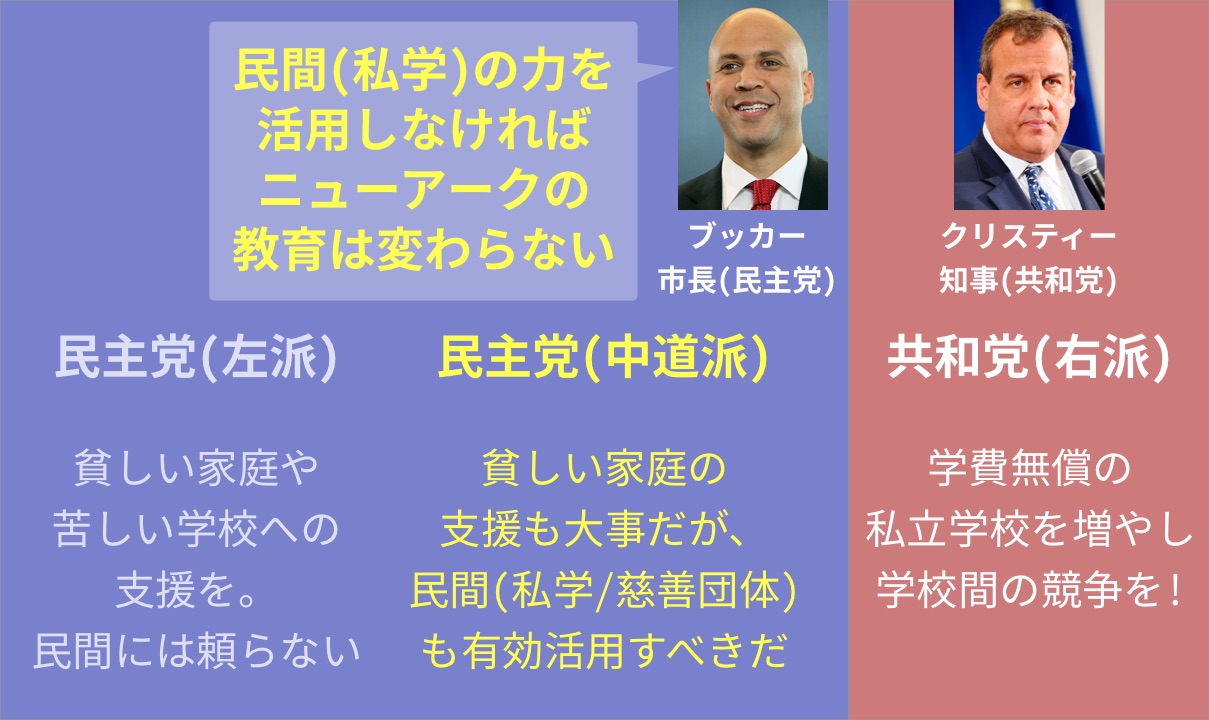 民間(私学)の力を
活用しなければ
ニューアークの
教育は変わらない
ブッカー
市長(民主党)
クリスティー
知事(共和党)
民主党(左派)
貧しい家庭や
苦しい学校への
支援を。
民間には頼らない
民主党(中道派)
貧しい家庭の
支援も大事だが、
民間(私学/慈善団体)
も有効活用すべきだ
共和党(右派)
学費無償の
私立学校を増やし
学校間の競争を!